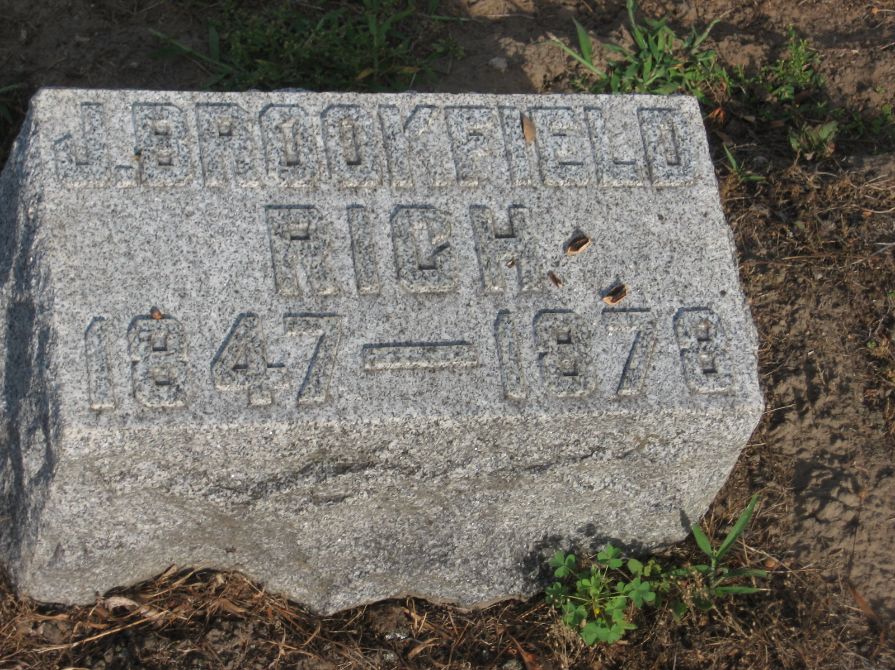 J. BROOKFIELD
RICH
1847 — 1878